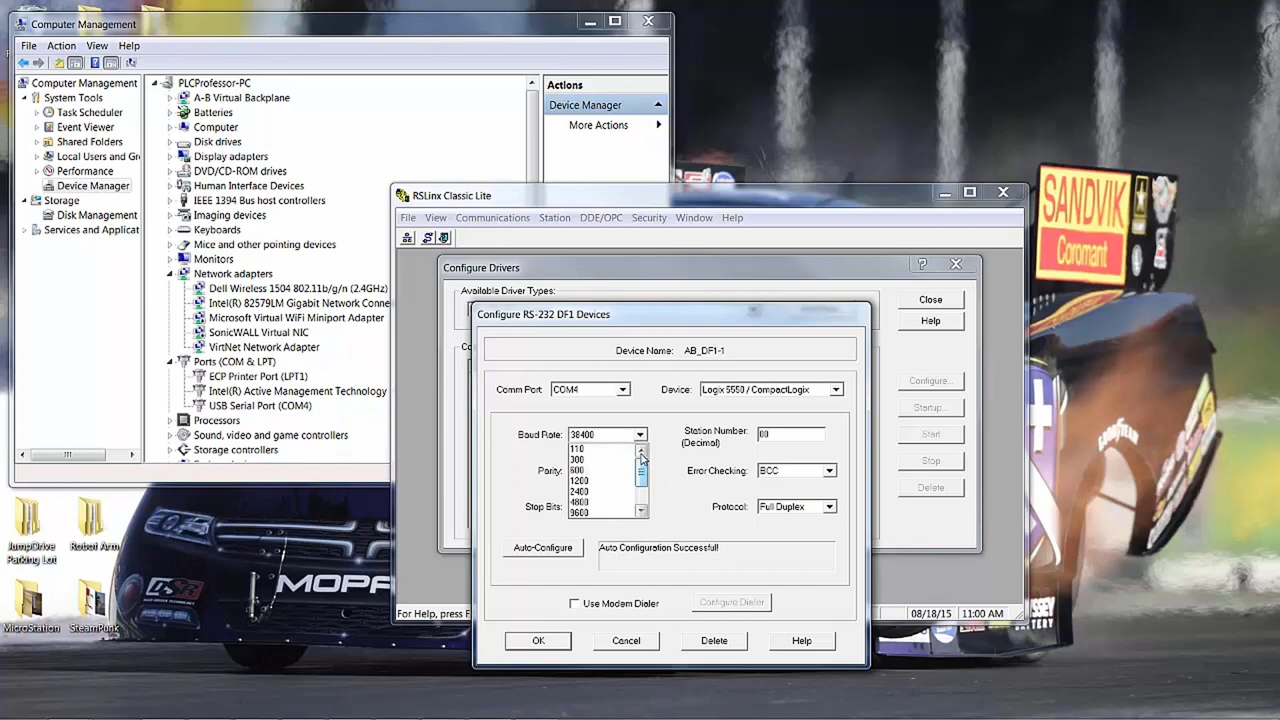 Computer Management
File Action View Help
Computer Management
System Tools
Task Scheduler
Event Viewer
Shared Folders
Local Users and Gr
Performance
Device Manager
Storage
Disk Management
Services and Applicat
PLCProfessor-PC
A-B Virtual Backplane
Batteries
Computer
Disk drives
Display adapters
DVD/CD-ROM drives
Human Interface Devices
IEEE 1394 Bus host controllers
Imaging devices
Keyboards
Mice and other pointing devices
Monitors
Network adapters
Dell Wireless 1504 802.11b/g/n (2.4GHz)
Intel(R) 82579LM Gigabit Network Conne
Microsoft Virtual WiFi Miniport Adapter
SonicWALL Virtual NIC
VirtNet Network Adapter
Ports (COM & LPT)
ECP Printer Port (LPT1)
Intel(R) Active Management Technology
USB Serial Port (COM4)
Processors
Sound, video and game controllers
Storage controllers
Actions
Device Manager
More Actions
RSLinx Classic Lite
File View Communications Station DDE/OPC Security Window Help
Configure Drivers
Available Driver Types:
Close
Help
Configure...
Startup...
Start
Stop
Delete
Configure RS-232 DF1 Devices
Device Name: AB_DF1-1
Comm Port: COM4 Device: Logix 5550 / CompactLogix
Baud Rate: 38400 Station Number: 00
(Decimal)
110
300
600
1200
2400
4800
9600
Parity: Error Checking: BCC
Stop Bits: Protocol: Full Duplex
Auto-Configure Auto Configuration Successful!
Use Modem Dialer Configure Dialer
OK Cancel Delete Help
For Help, press F
08/18/15 11:00 AM
JumpDrive Parking Lot
Robot Arm
MicroStation
SteamPunk
SANDVIK
Coromant
GOODYEAR
MOPA